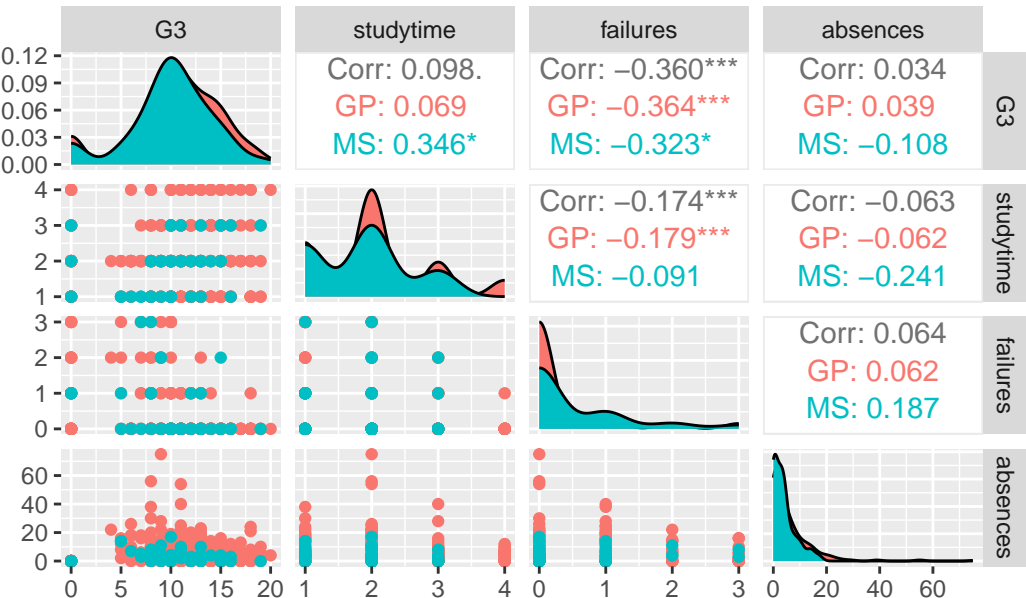 G3 studytime failures absences
0.12
0.09
0.06
0.03
0.00
Corr: 0.098.
GP: 0.069
MS: 0.346*
Corr: −0.360***
GP: −0.364***
MS: −0.323*
Corr: 0.034
GP: 0.039
MS: −0.108
G3
4
3
2
1
Corr: −0.174***
GP: −0.179***
MS: −0.091
Corr: −0.063
GP: −0.062
MS: −0.241
studytime
3
2
1
0
Corr: 0.064
GP: 0.062
MS: 0.187
failures
60
40
20
0
absences
0 5 10 15 20 1 2 3 4 0 1 2 3 0 20 40 60